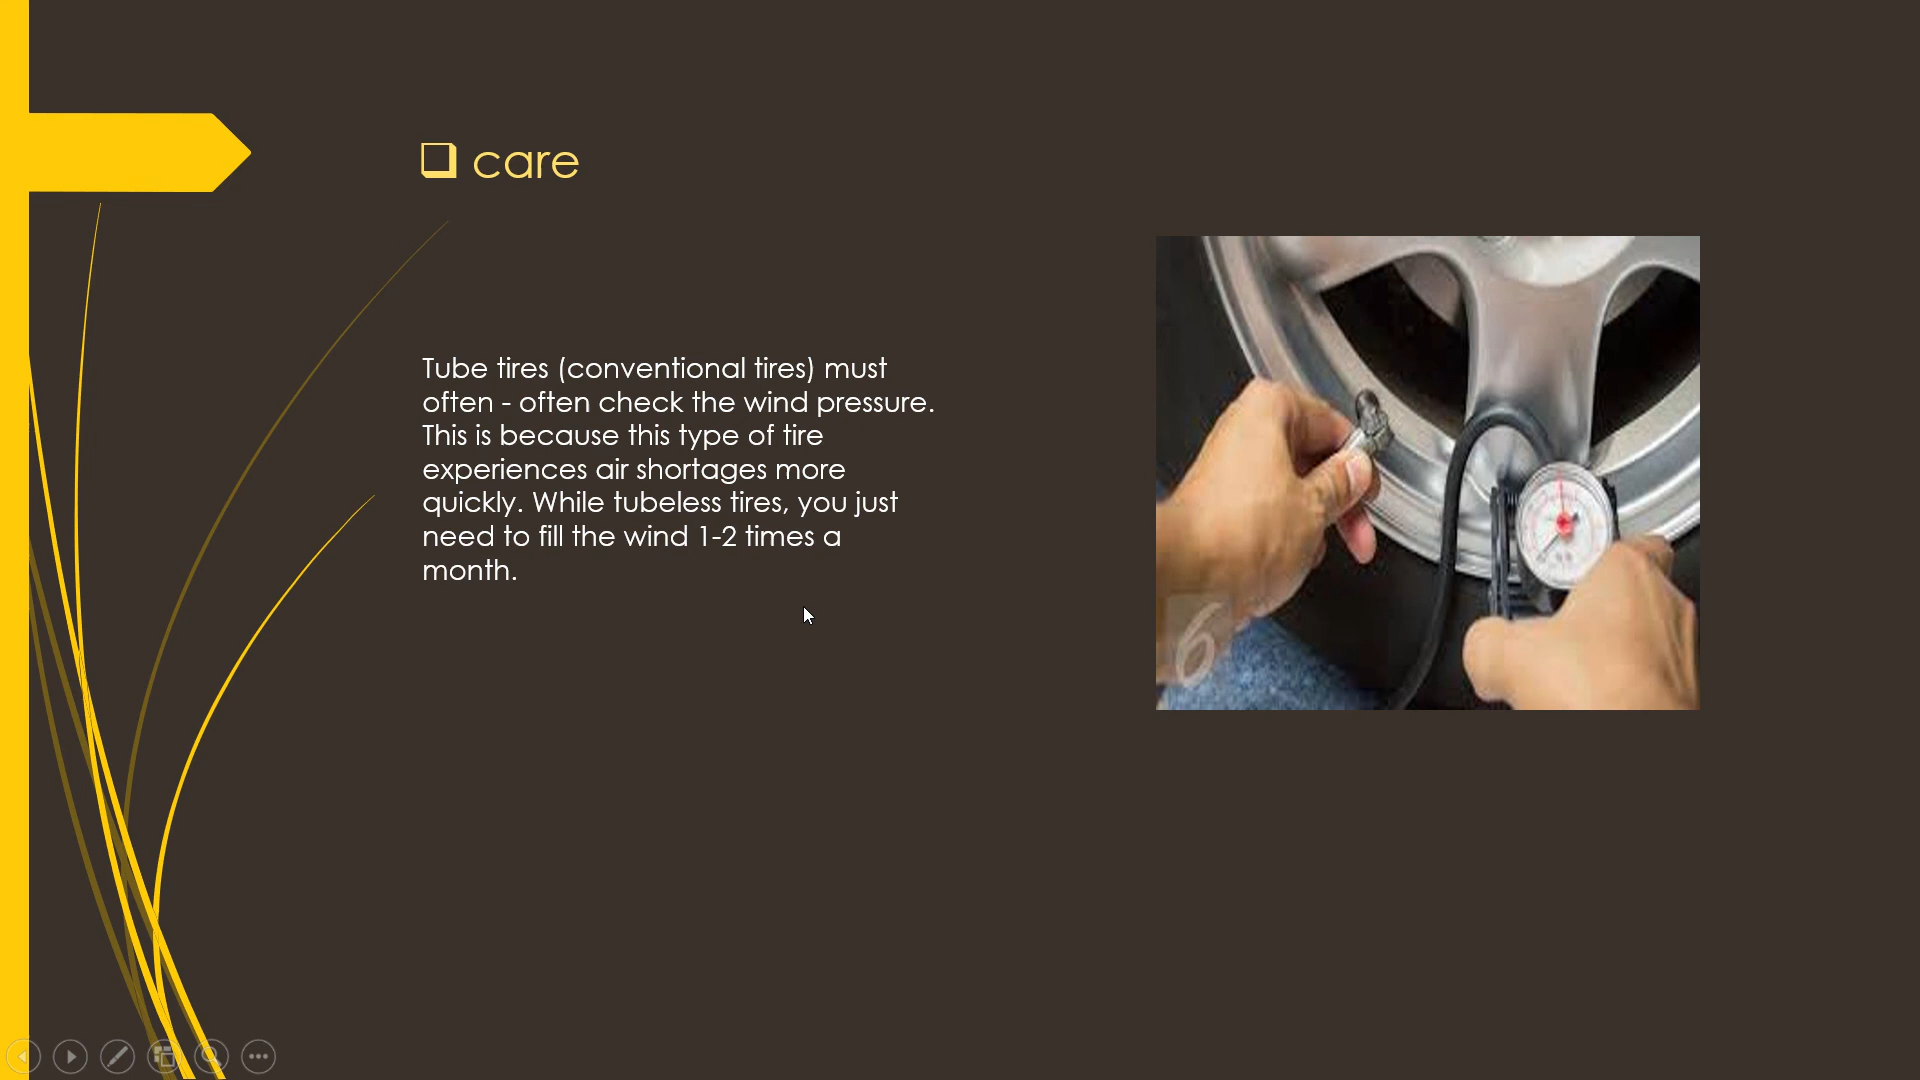 care
Tube tires (conventional tires) must
often - often check the wind pressure.
This is because this type of tire
experiences air shortages more
quickly. While tubeless tires, you just
need to fill the wind 1-2 times a
month.
6